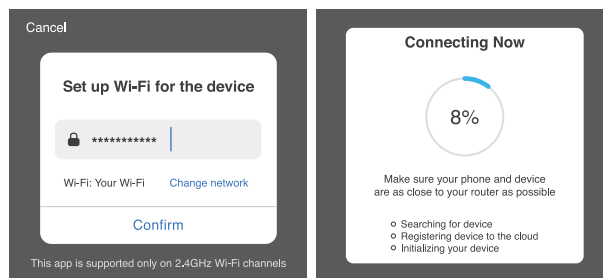 Cancel
Set up Wi-Fi for the device
***********
Wi-Fi: Your Wi-Fi Change network
Confirm
This app is supported only on 2.4GHz Wi-Fi channels
Connecting Now
8%
Make sure your phone and device
are as close to your router as possible
Searching for device
Registering device to the cloud
Initializing your device